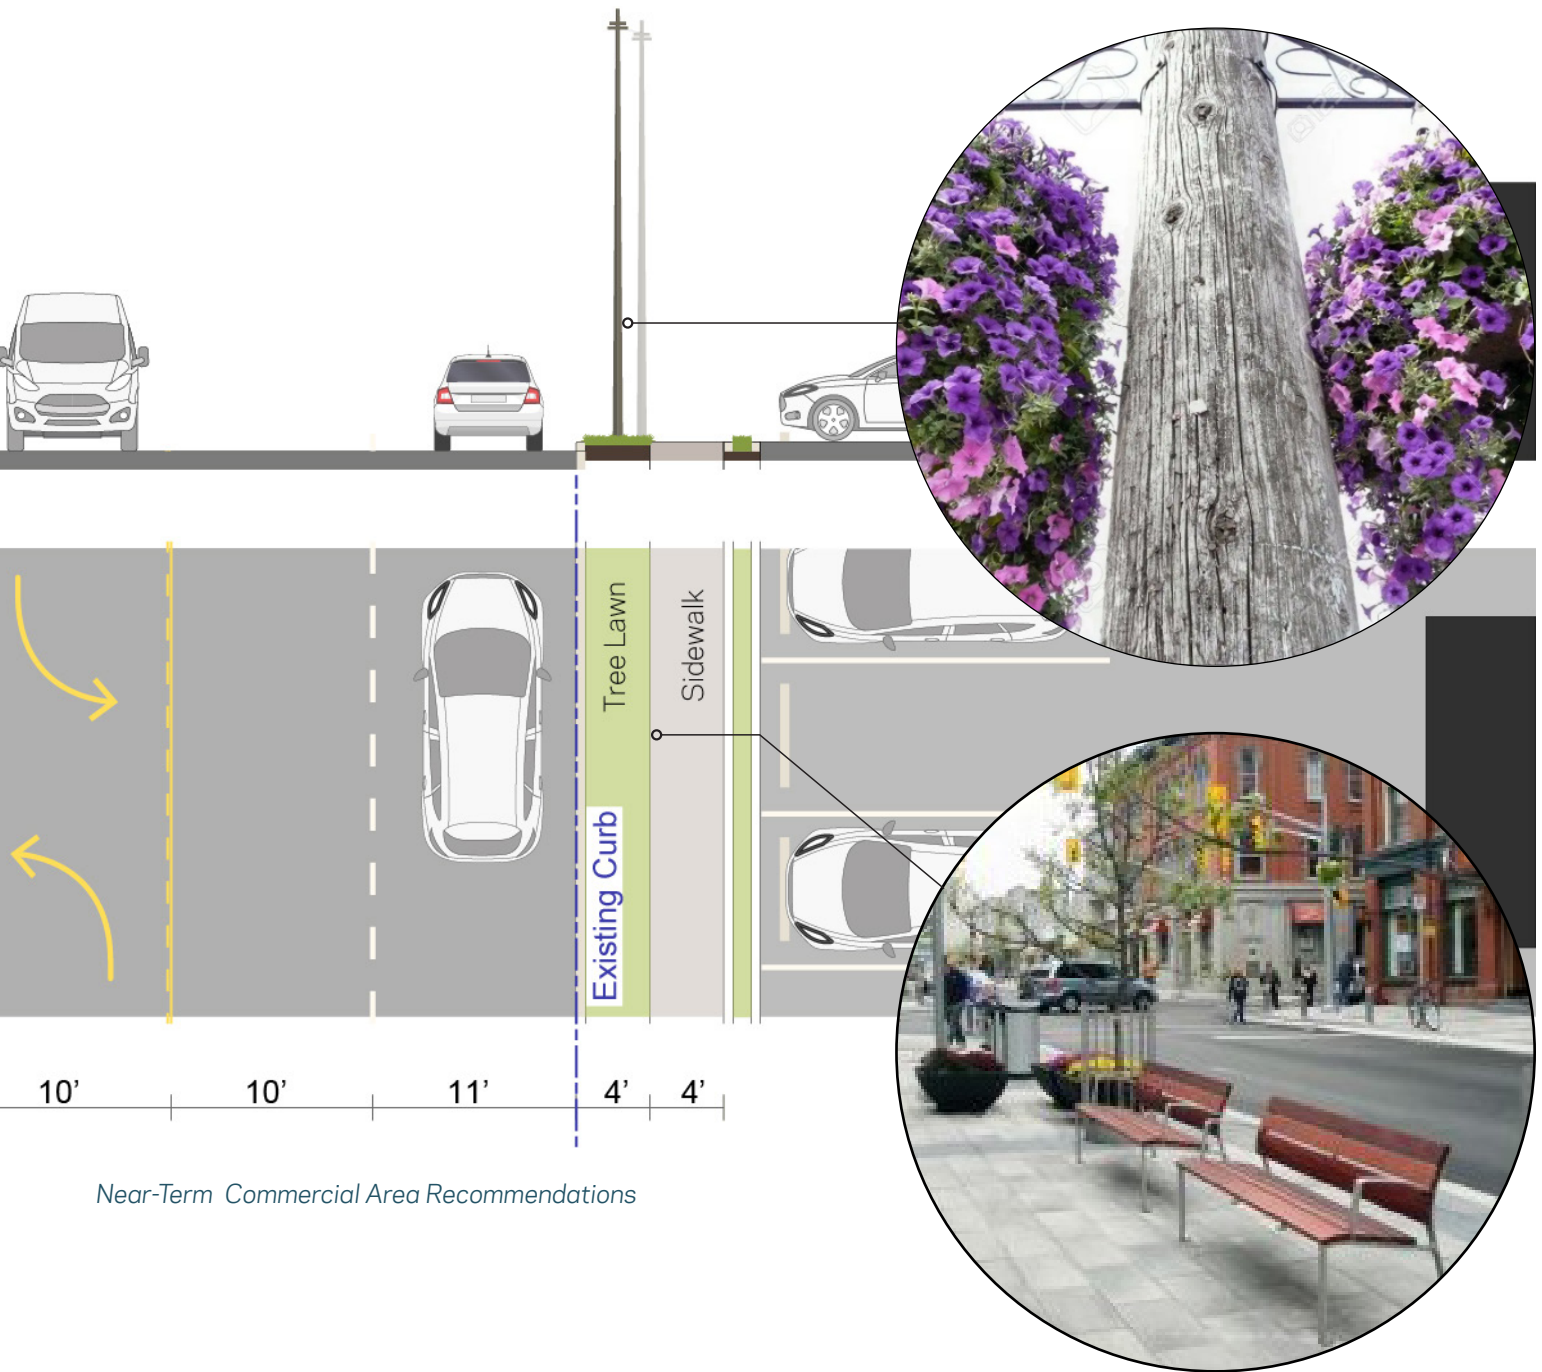 Tree Lawn
Sidewalk
Existing Curb
10’
10’
11’
4’
4’
Near-Term Commercial Area Recommendations